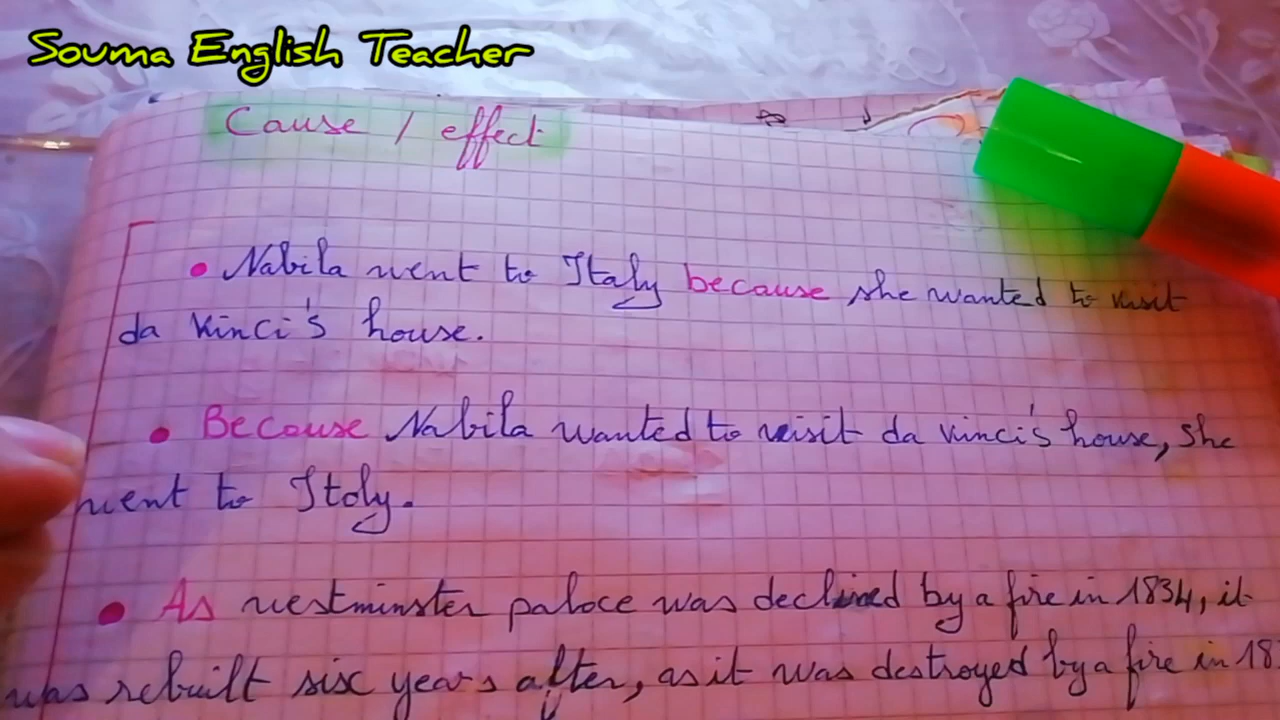 Souma English Teacher
Cause / effect
• Nabila went to Italy because she wanted to visit
da Vinci's house.
• Because Nabila wanted to visit da vinci's house, she
went to Italy.
• As westminster palace was declined by a fire in 1834, it
was rebuilt six years after, as it was destroyed by a fire in 18